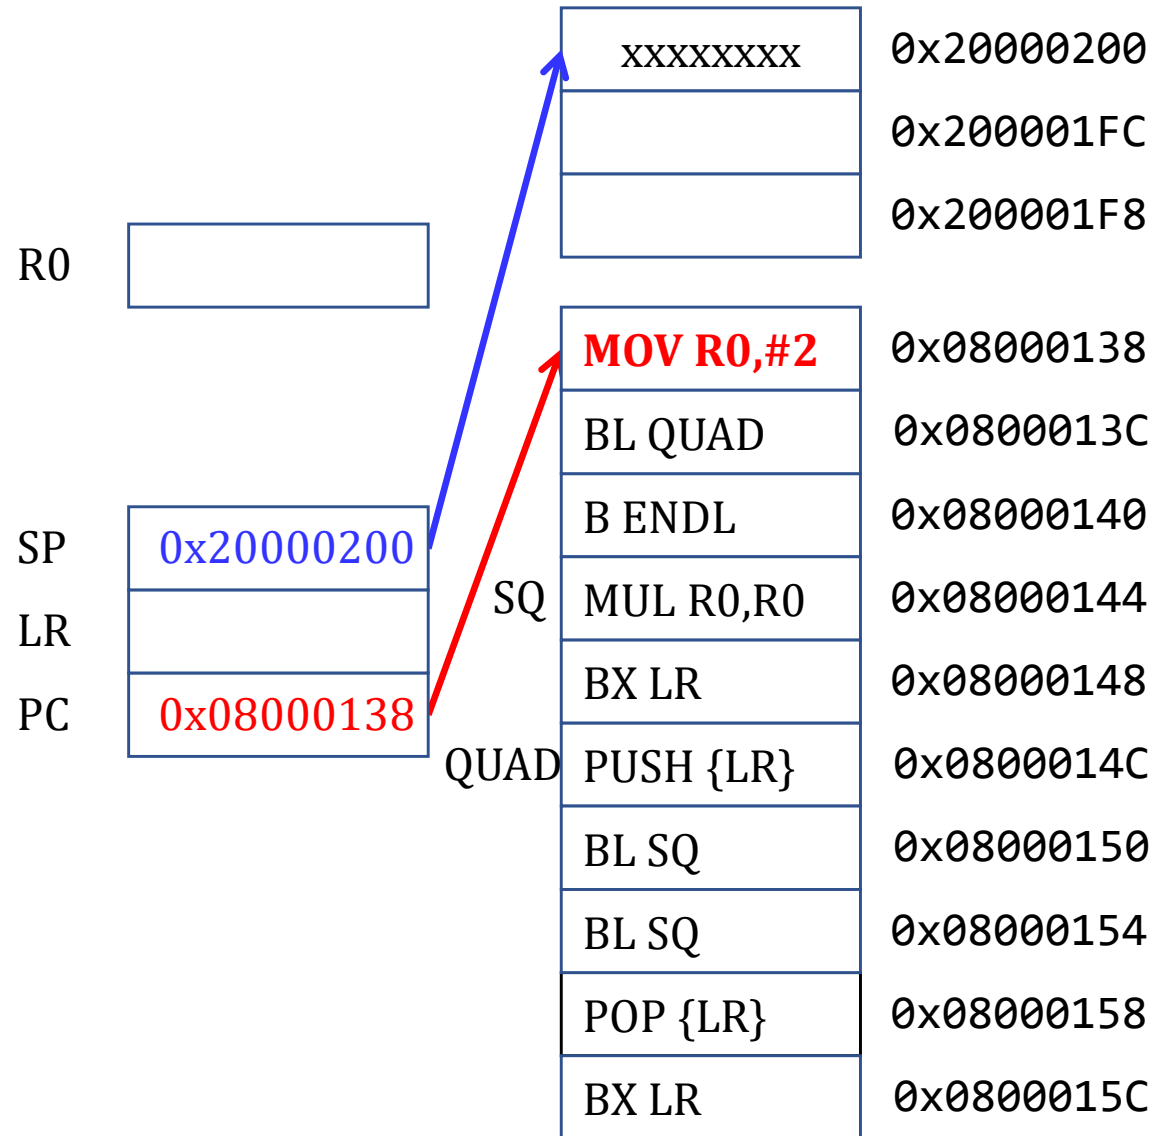 xxxxxxxx 0x20000200
0x200001FC
0x200001F8
R0
MOV R0,#2 0x08000138
BL QUAD 0x0800013C
SP 0x20000200 B ENDL 0x08000140
LR SQ MUL R0,R0 0x08000144
PC 0x08000138 BX LR 0x08000148
QUAD PUSH {LR} 0x0800014C
BL SQ 0x08000150
BL SQ 0x08000154
POP {LR} 0x08000158
BX LR 0x0800015C